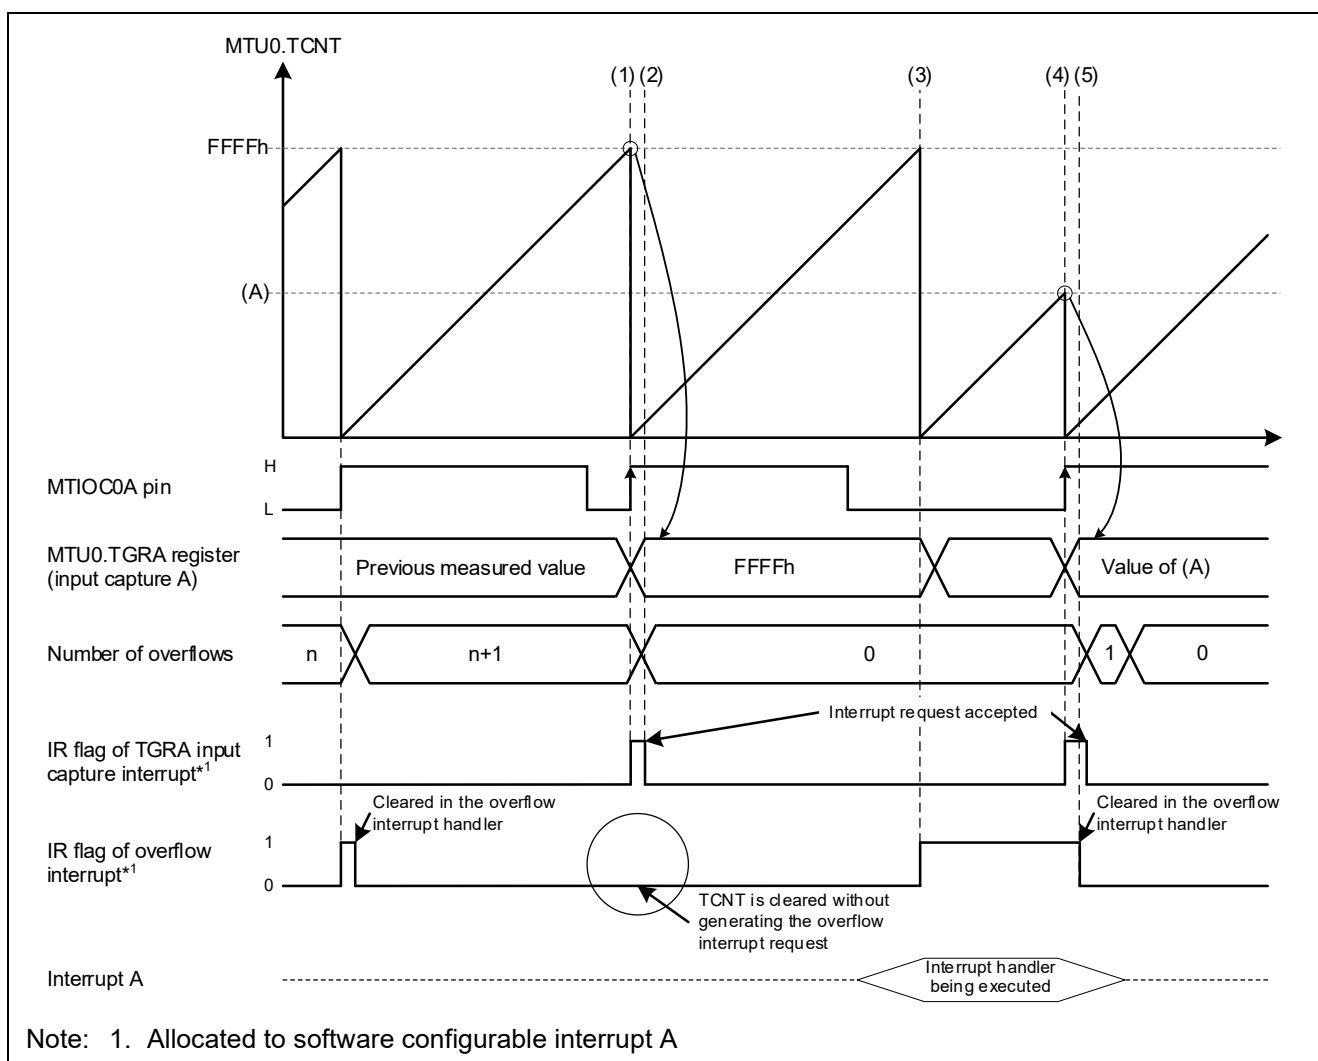 MTU0.TCNT
(1) (2)
(3)
(4) (5)
FFFFh
(A)
H
MTIOC0A pin
L
MTU0.TGRA register
(input capture A)
Previous measured value
FFFFh
Value of (A)
Number of overflows
n
n+1
0
1
0
Interrupt request accepted
IR flag of TGRA input
capture interrupt*1
1
0
Cleared in the overflow
interrupt handler
Cleared in the overflow
interrupt handler
IR flag of overflow
interrupt*1
1
0
TCNT is cleared without
generating the overflow
interrupt request
Interrupt A
Interrupt handler
being executed
Note: 1. Allocated to software configurable interrupt A